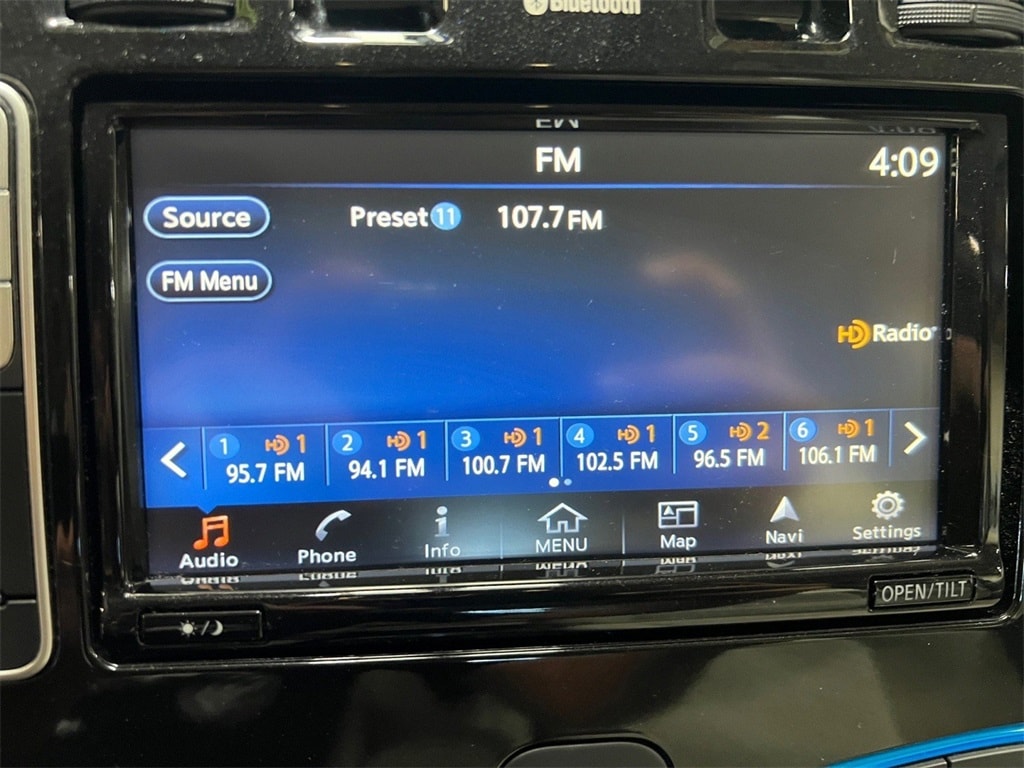 Bluetooth
FM
4:09
Source
Preset 11 107.7 FM
FM Menu
HD Radio
1 HD 1 2 HD 1 3 HD 1 4 HD 1 5 HD 2 6 HD 1
95.7 FM 94.1 FM 100.7 FM 102.5 FM 96.5 FM 106.1 FM
Audio Phone Info MENU Map Navi Settings
OPEN/TILT